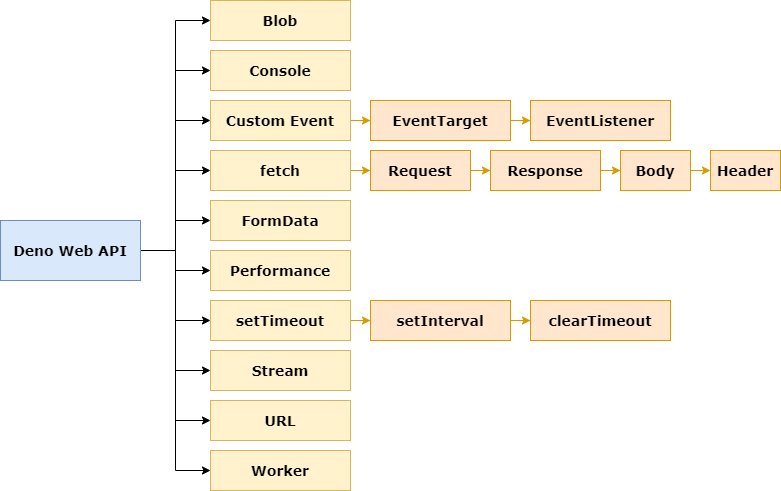 Blob
Console
Custom Event EventTarget EventListener
fetch Request Response Body Header
FormData
Deno Web API
Performance
setTimeout setInterval clearTimeout
Stream
URL
Worker